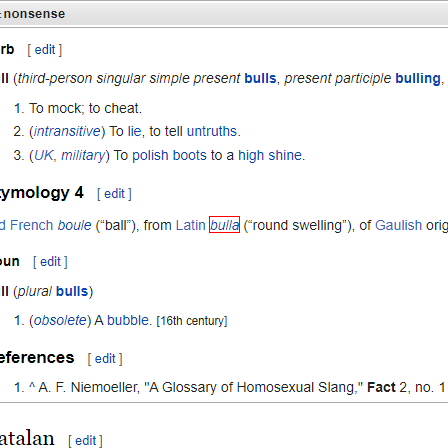 : nonsense
rb [ edit ]
ll (third-person singular simple present bulls, present participle bulling,
1. To mock; to cheat.
2. (intransitive) To lie, to tell untruths.
3. (UK, military) To polish boots to a high shine.
tymology 4 [ edit ]
d French boule (“ball”), from Latin bulla (“round swelling”), of Gaulish orig
oun [ edit ]
ll (plural bulls)
1. (obsolete) A bubble. [16th century]
eferences [ edit ]
1. ^ A. F. Niemoeller, "A Glossary of Homosexual Slang," Fact 2, no. 1
atalan [ edit ]